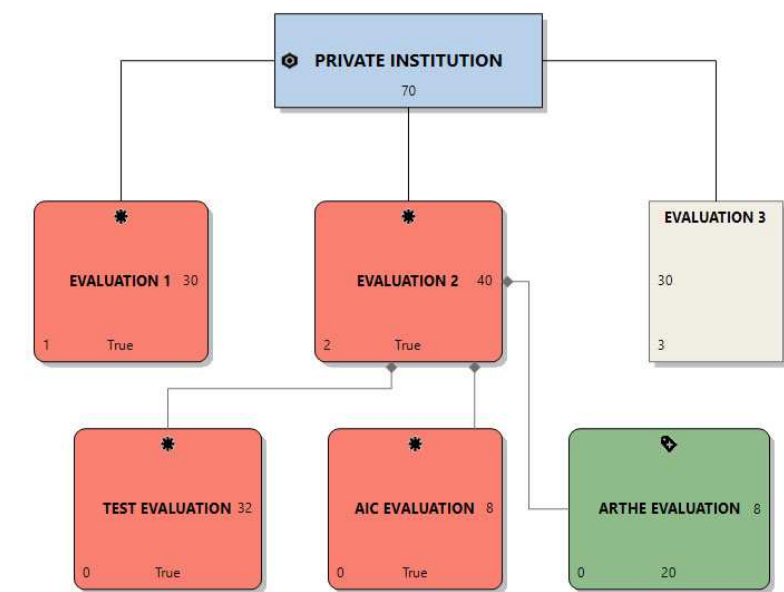 PRIVATE INSTITUTION
70
EVALUATION 1 30
1 True
EVALUATION 2 40
2 True
EVALUATION 3
30
3
TEST EVALUATION 32
0 True
AIC EVALUATION 8
0 True
ARTHE EVALUATION 8
0 20